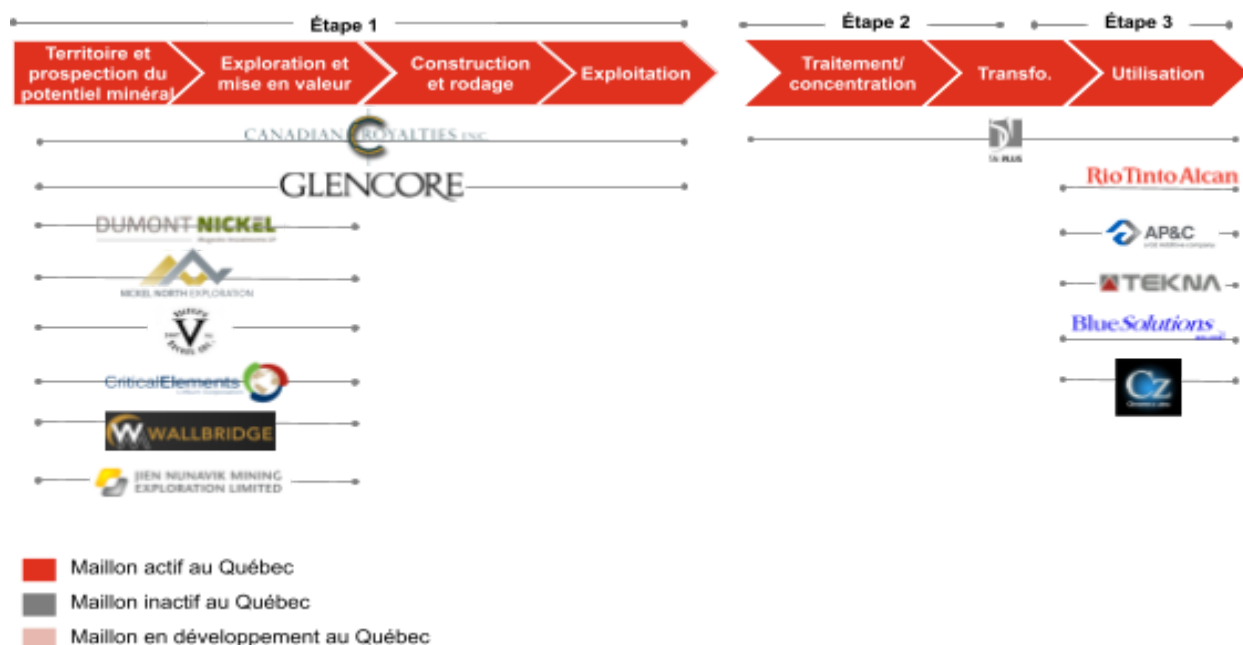 Étape 1
Étape 2
Étape 3
Territoire et
prospection du
potentiel minéral
Exploration et
mise en valeur
Construction
et rodage
Exploitation
Traitement/
concentration
Transfo.
Utilisation
CANADIAN ROYALTIES INC
GLENCORE
DUMONT NICKEL
NICKEL NORTH EXPLORATION
V
CriticalElements
WALLBRIDGE
JIEN NUNAVIK MINING
EXPLORATION LIMITED
PLUS
RioTintoAlcan
AP&C
TEKNA
BlueSolutions
Cz
Maillon actif au Québec
Maillon inactif au Québec
Maillon en développement au Québec